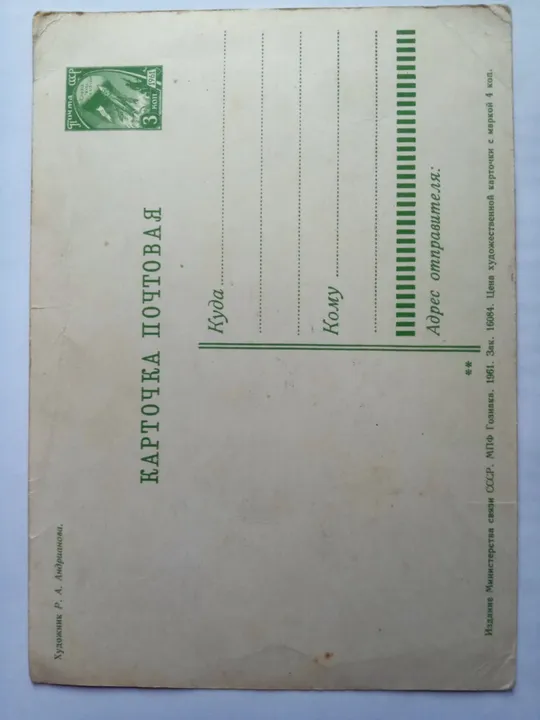 Художник Р. А. Андрианова.
Почта СССР
1961
3 коп
КАРТОЧКА ПОЧТОВАЯ
Куда
Кому
Адрес отправителя:
**
Издание Министерства связи СССР. МПФ Гознака. 1961. Зак. 16084. Цена художественной карточки с маркой 4 коп.